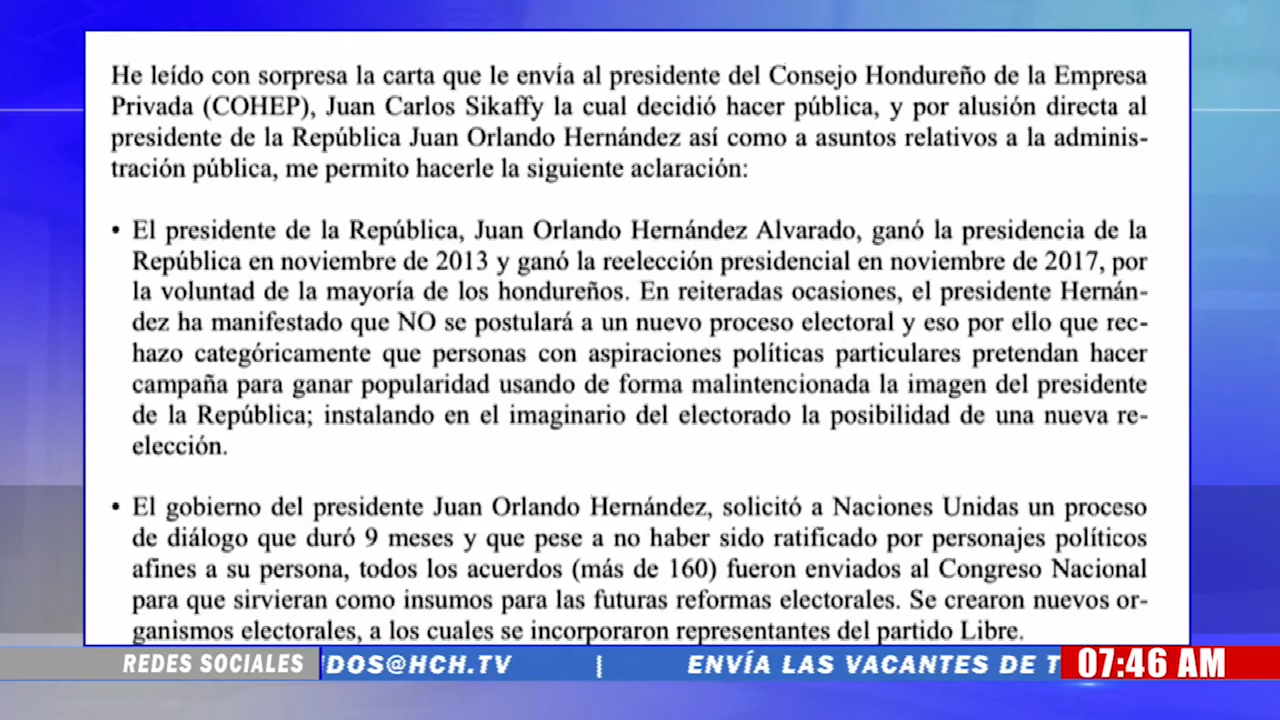 He leído con sorpresa la carta que le envía al presidente del Consejo Hondureño de la Empresa
Privada (COHEP), Juan Carlos Sikaffy la cual decidió hacer pública, y por alusión directa al
presidente de la República Juan Orlando Hernández así como a asuntos relativos a la adminis-
tración pública, me permito hacerle la siguiente aclaración:
• El presidente de la República, Juan Orlando Hernández Alvarado, ganó la presidencia de la
República en noviembre de 2013 y ganó la reelección presidencial en noviembre de 2017, por
la voluntad de la mayoría de los hondureños. En reiteradas ocasiones, el presidente Hernán-
dez ha manifestado que NO se postulará a un nuevo proceso electoral y eso por ello que rec-
hazo categóricamente que personas con aspiraciones políticas particulares pretendan hacer
campaña para ganar popularidad usando de forma malintencionada la imagen del presidente
de la República; instalando en el imaginario del electorado la posibilidad de una nueva re-
elección.
• El gobierno del presidente Juan Orlando Hernández, solicitó a Naciones Unidas un proceso
de diálogo que duró 9 meses y que pese a no haber sido ratificado por personajes políticos
afines a su persona, todos los acuerdos (más de 160) fueron enviados al Congreso Nacional
para que sirvieran como insumos para las futuras reformas electorales. Se crearon nuevos or-
ganismos electorales, a los cuales se incorporaron representantes del partido Libre.
REDES SOCIALES DOS@HCH.TV | ENVÍA LAS VACANTES DE T 07:46 AM